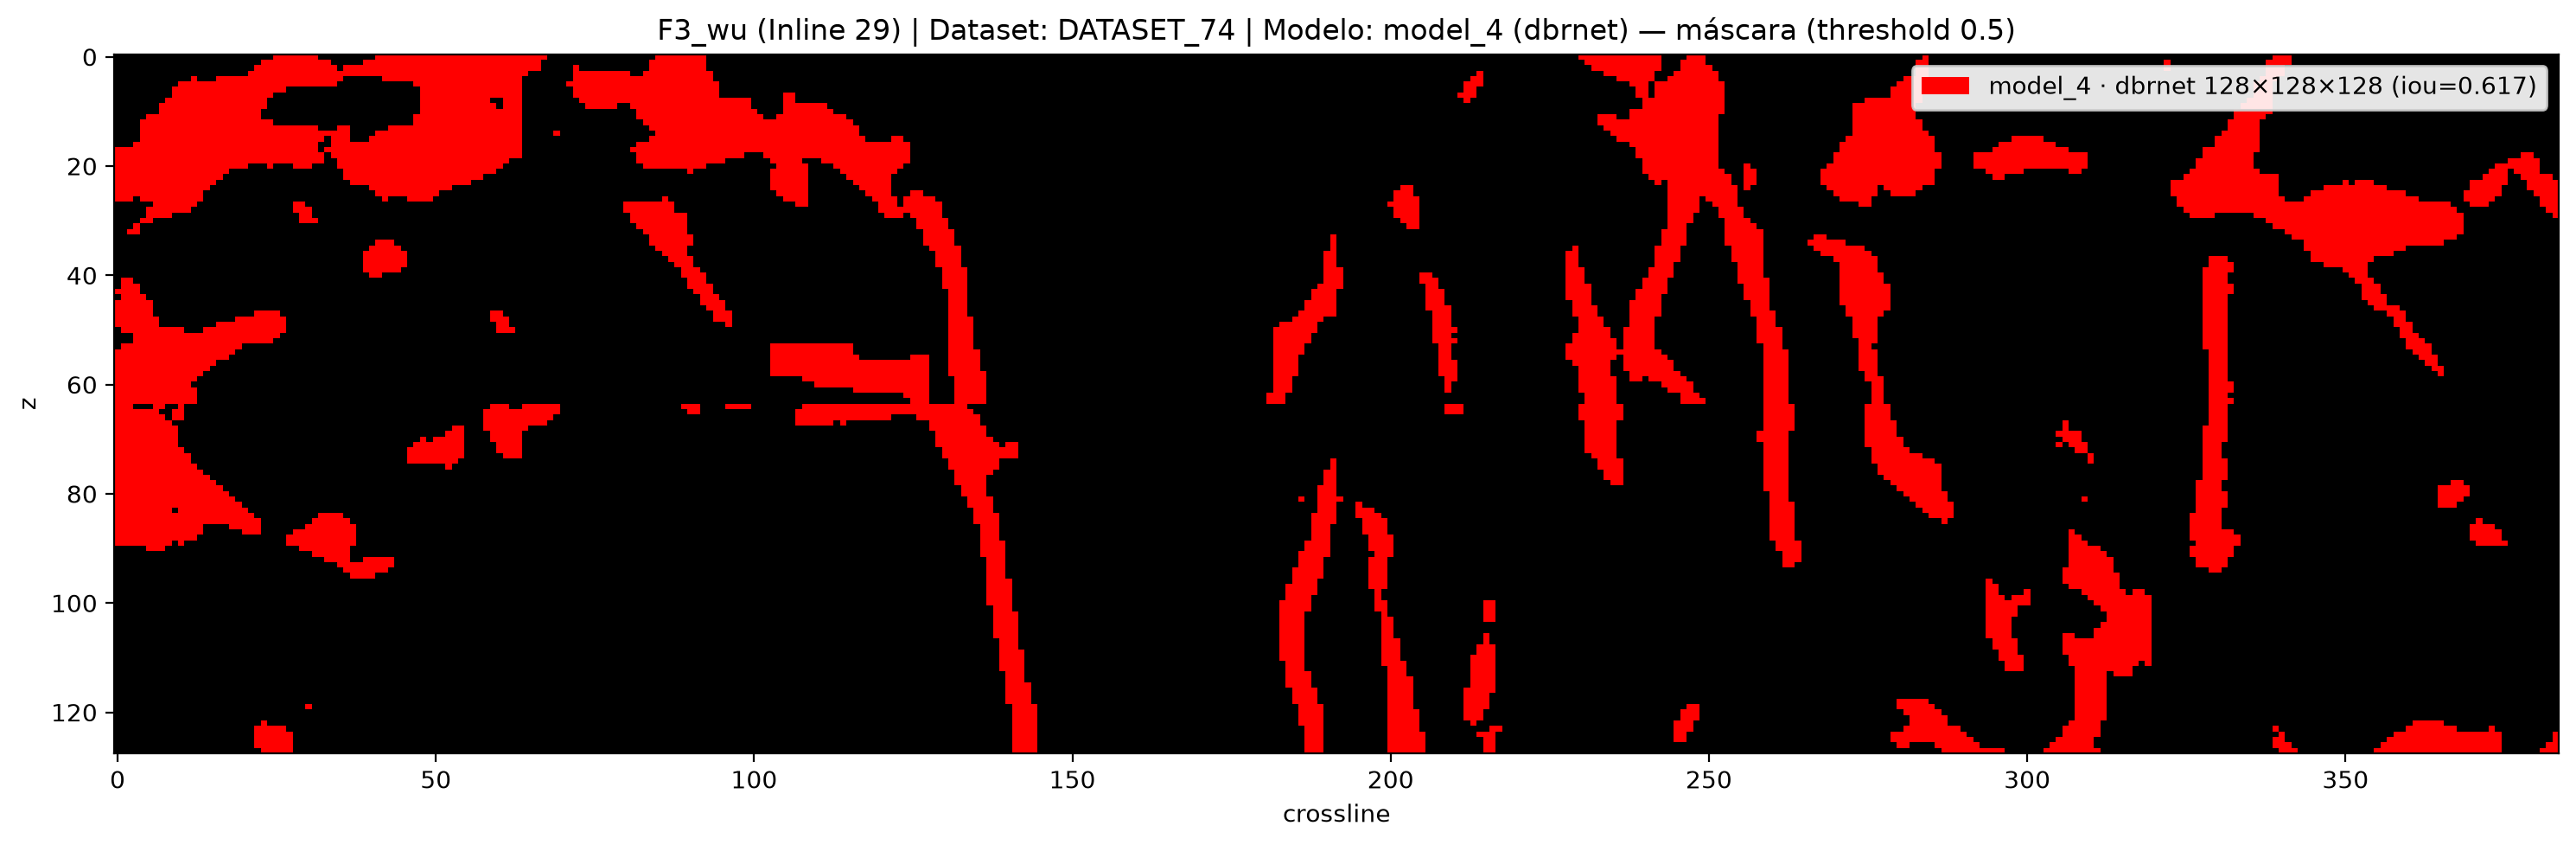 F3_wu (Inline 29) | Dataset: DATASET_74 | Modelo: model_4 (dbrnet) — máscara (threshold 0.5)
model_4 · dbrnet 128×128×128 (iou=0.617)
0
20
40
60
80
100
120
z
0 50 100 150 200 250 300 350
crossline